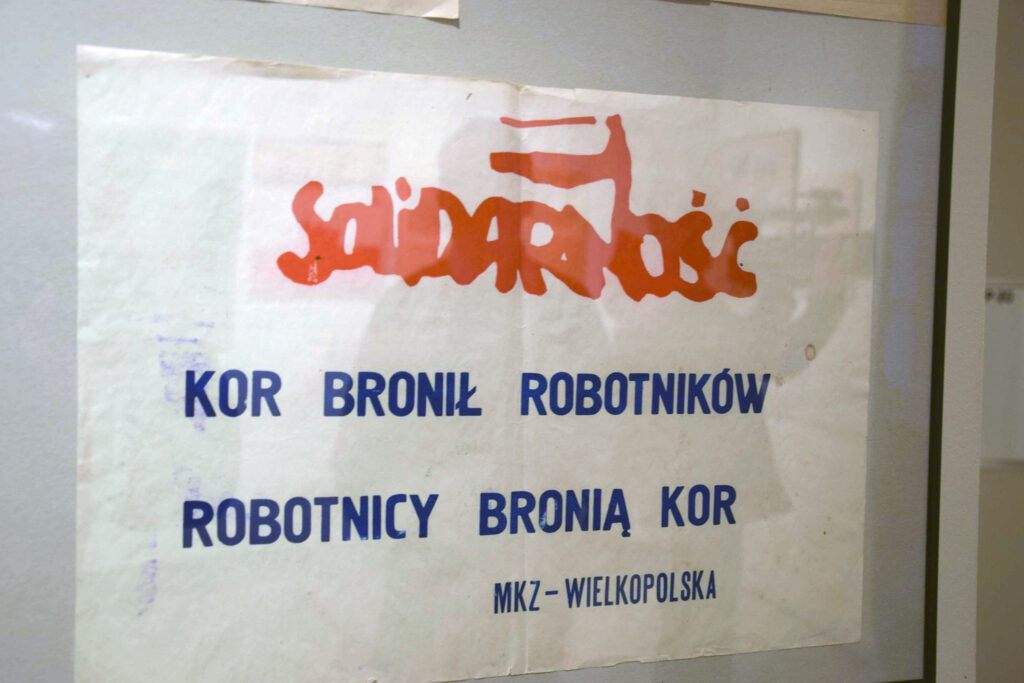 SOLIDARNOŚĆ
KOR BRONIŁ ROBOTNIKÓW
ROBOTNICY BRONIĄ KOR
MKZ – WIELKOPOLSKA